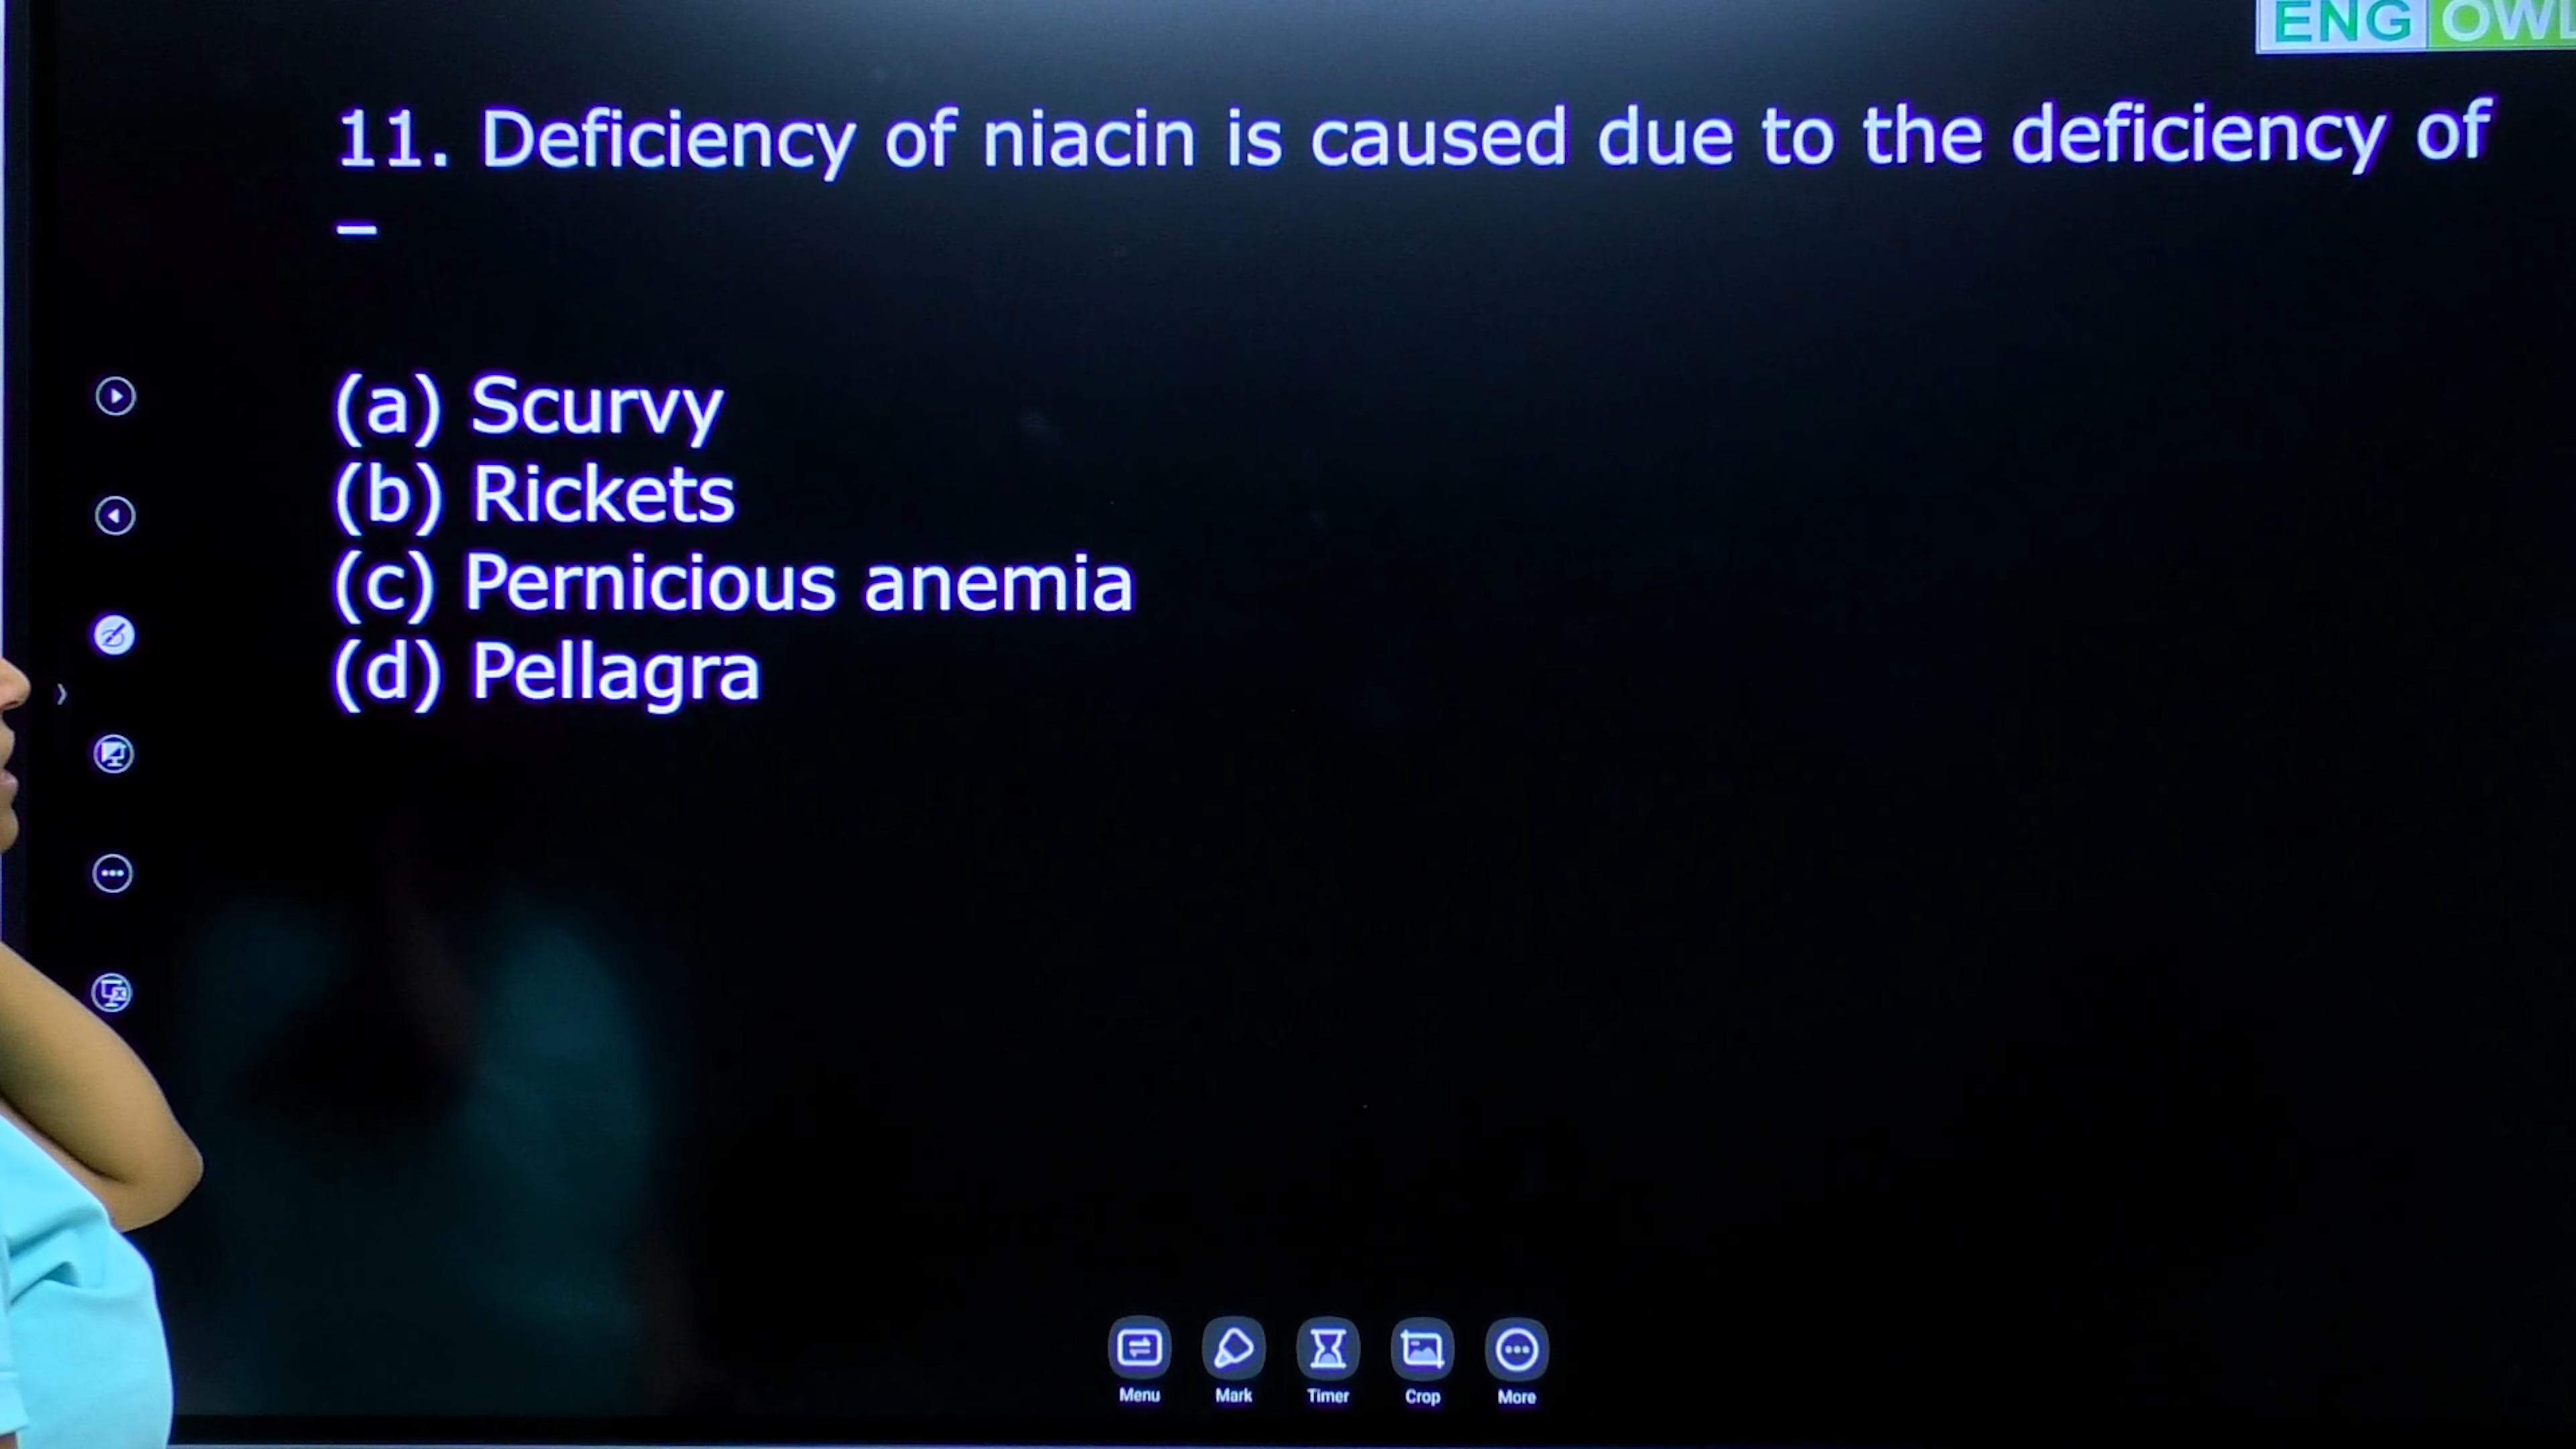 ENG OWL
11. Deficiency of niacin is caused due to the deficiency of
–
(a) Scurvy
(b) Rickets
(c) Pernicious anemia
(d) Pellagra
Menu Mark Timer Crop More